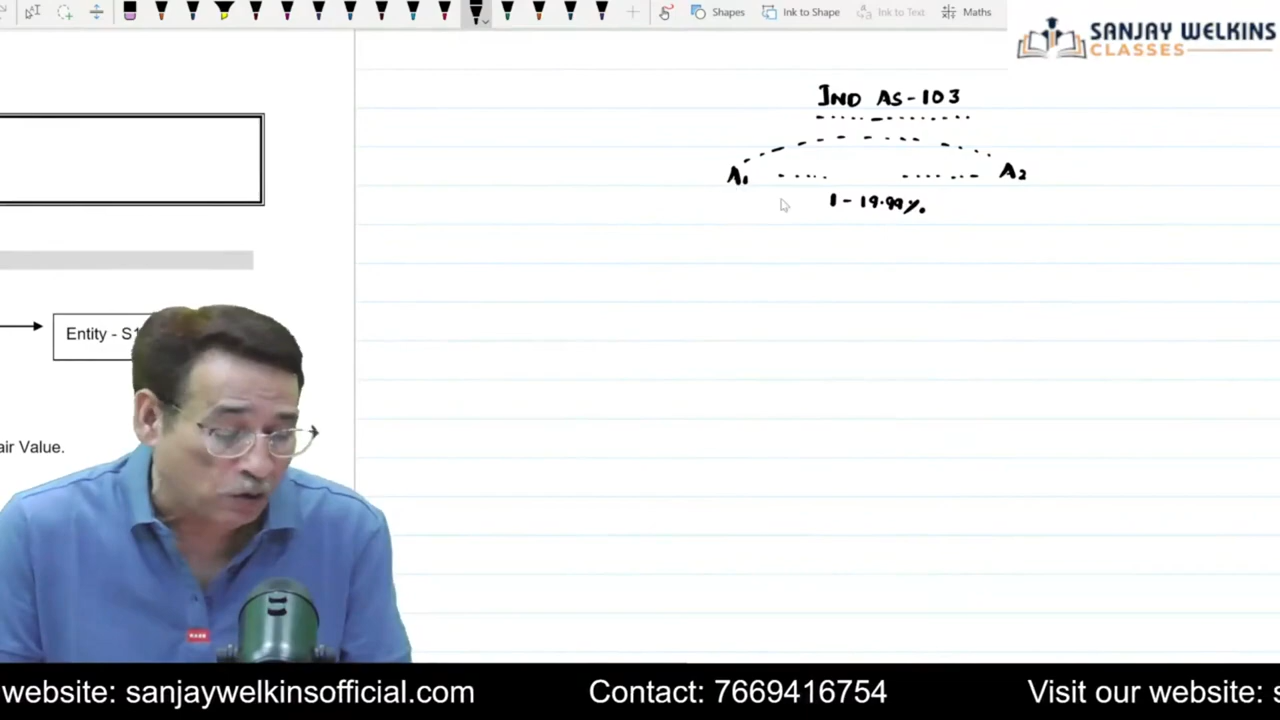 Shapes
Ink to Shape
Ink to Text
Maths
SANJAY WELKINS
CLASSES
IND AS-103
A1
A2
1 - 19.99%
Entity - S1
air Value.
website: sanjaywelkinsofficial.com
Contact: 7669416754
Visit our website: s